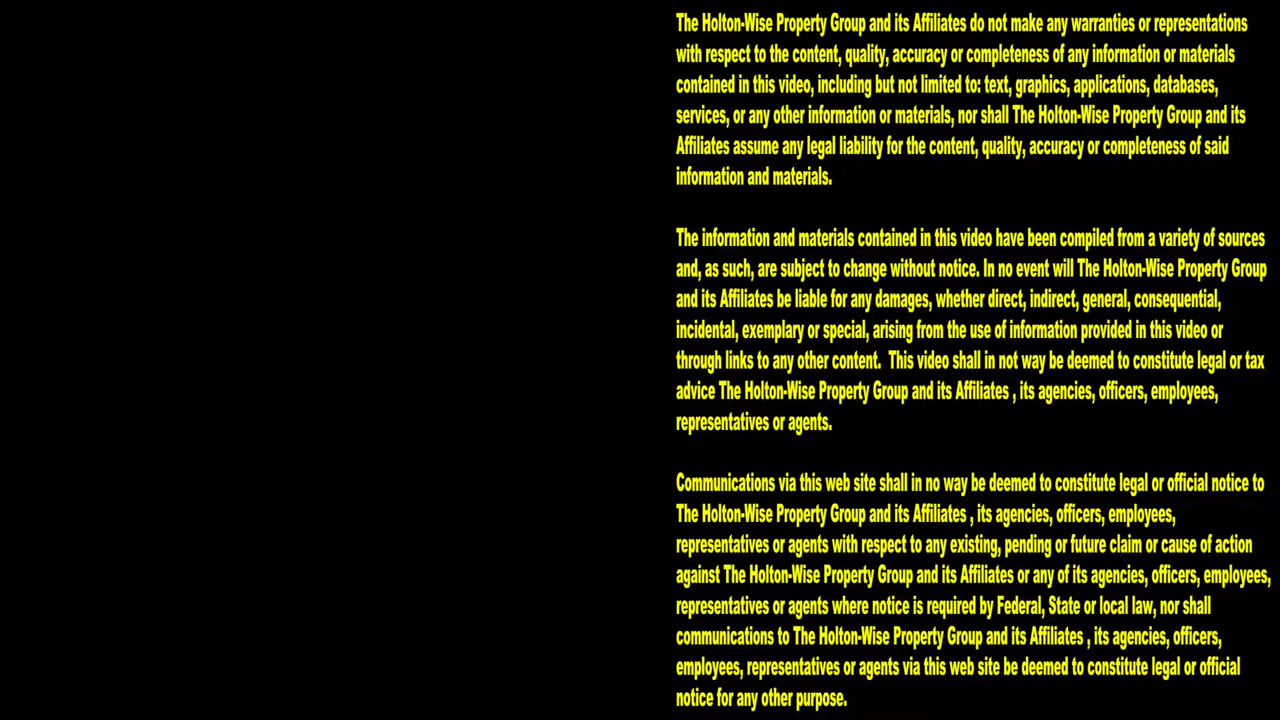 The Holton-Wise Property Group and its Affiliates do not make any warranties or representations
with respect to the content, quality, accuracy or completeness of any information or materials
contained in this video, including but not limited to: text, graphics, applications, databases,
services, or any other information or materials, nor shall The Holton-Wise Property Group and its
Affiliates assume any legal liability for the content, quality, accuracy or completeness of said
information and materials.
The information and materials contained in this video have been compiled from a variety of sources
and, as such, are subject to change without notice. In no event will The Holton-Wise Property Group
and its Affiliates be liable for any damages, whether direct, indirect, general, consequential,
incidental, exemplary or special, arising from the use of information provided in this video or
through links to any other content.  This video shall in not way be deemed to constitute legal or tax
advice The Holton-Wise Property Group and its Affiliates , its agencies, officers, employees,
representatives or agents.
Communications via this web site shall in no way be deemed to constitute legal or official notice to
The Holton-Wise Property Group and its Affiliates , its agencies, officers, employees,
representatives or agents with respect to any existing, pending or future claim or cause of action
against The Holton-Wise Property Group and its Affiliates or any of its agencies, officers, employees,
representatives or agents where notice is required by Federal, State or local law, nor shall
communications to The Holton-Wise Property Group and its Affiliates , its agencies, officers,
employees, representatives or agents via this web site be deemed to constitute legal or official
notice for any other purpose.